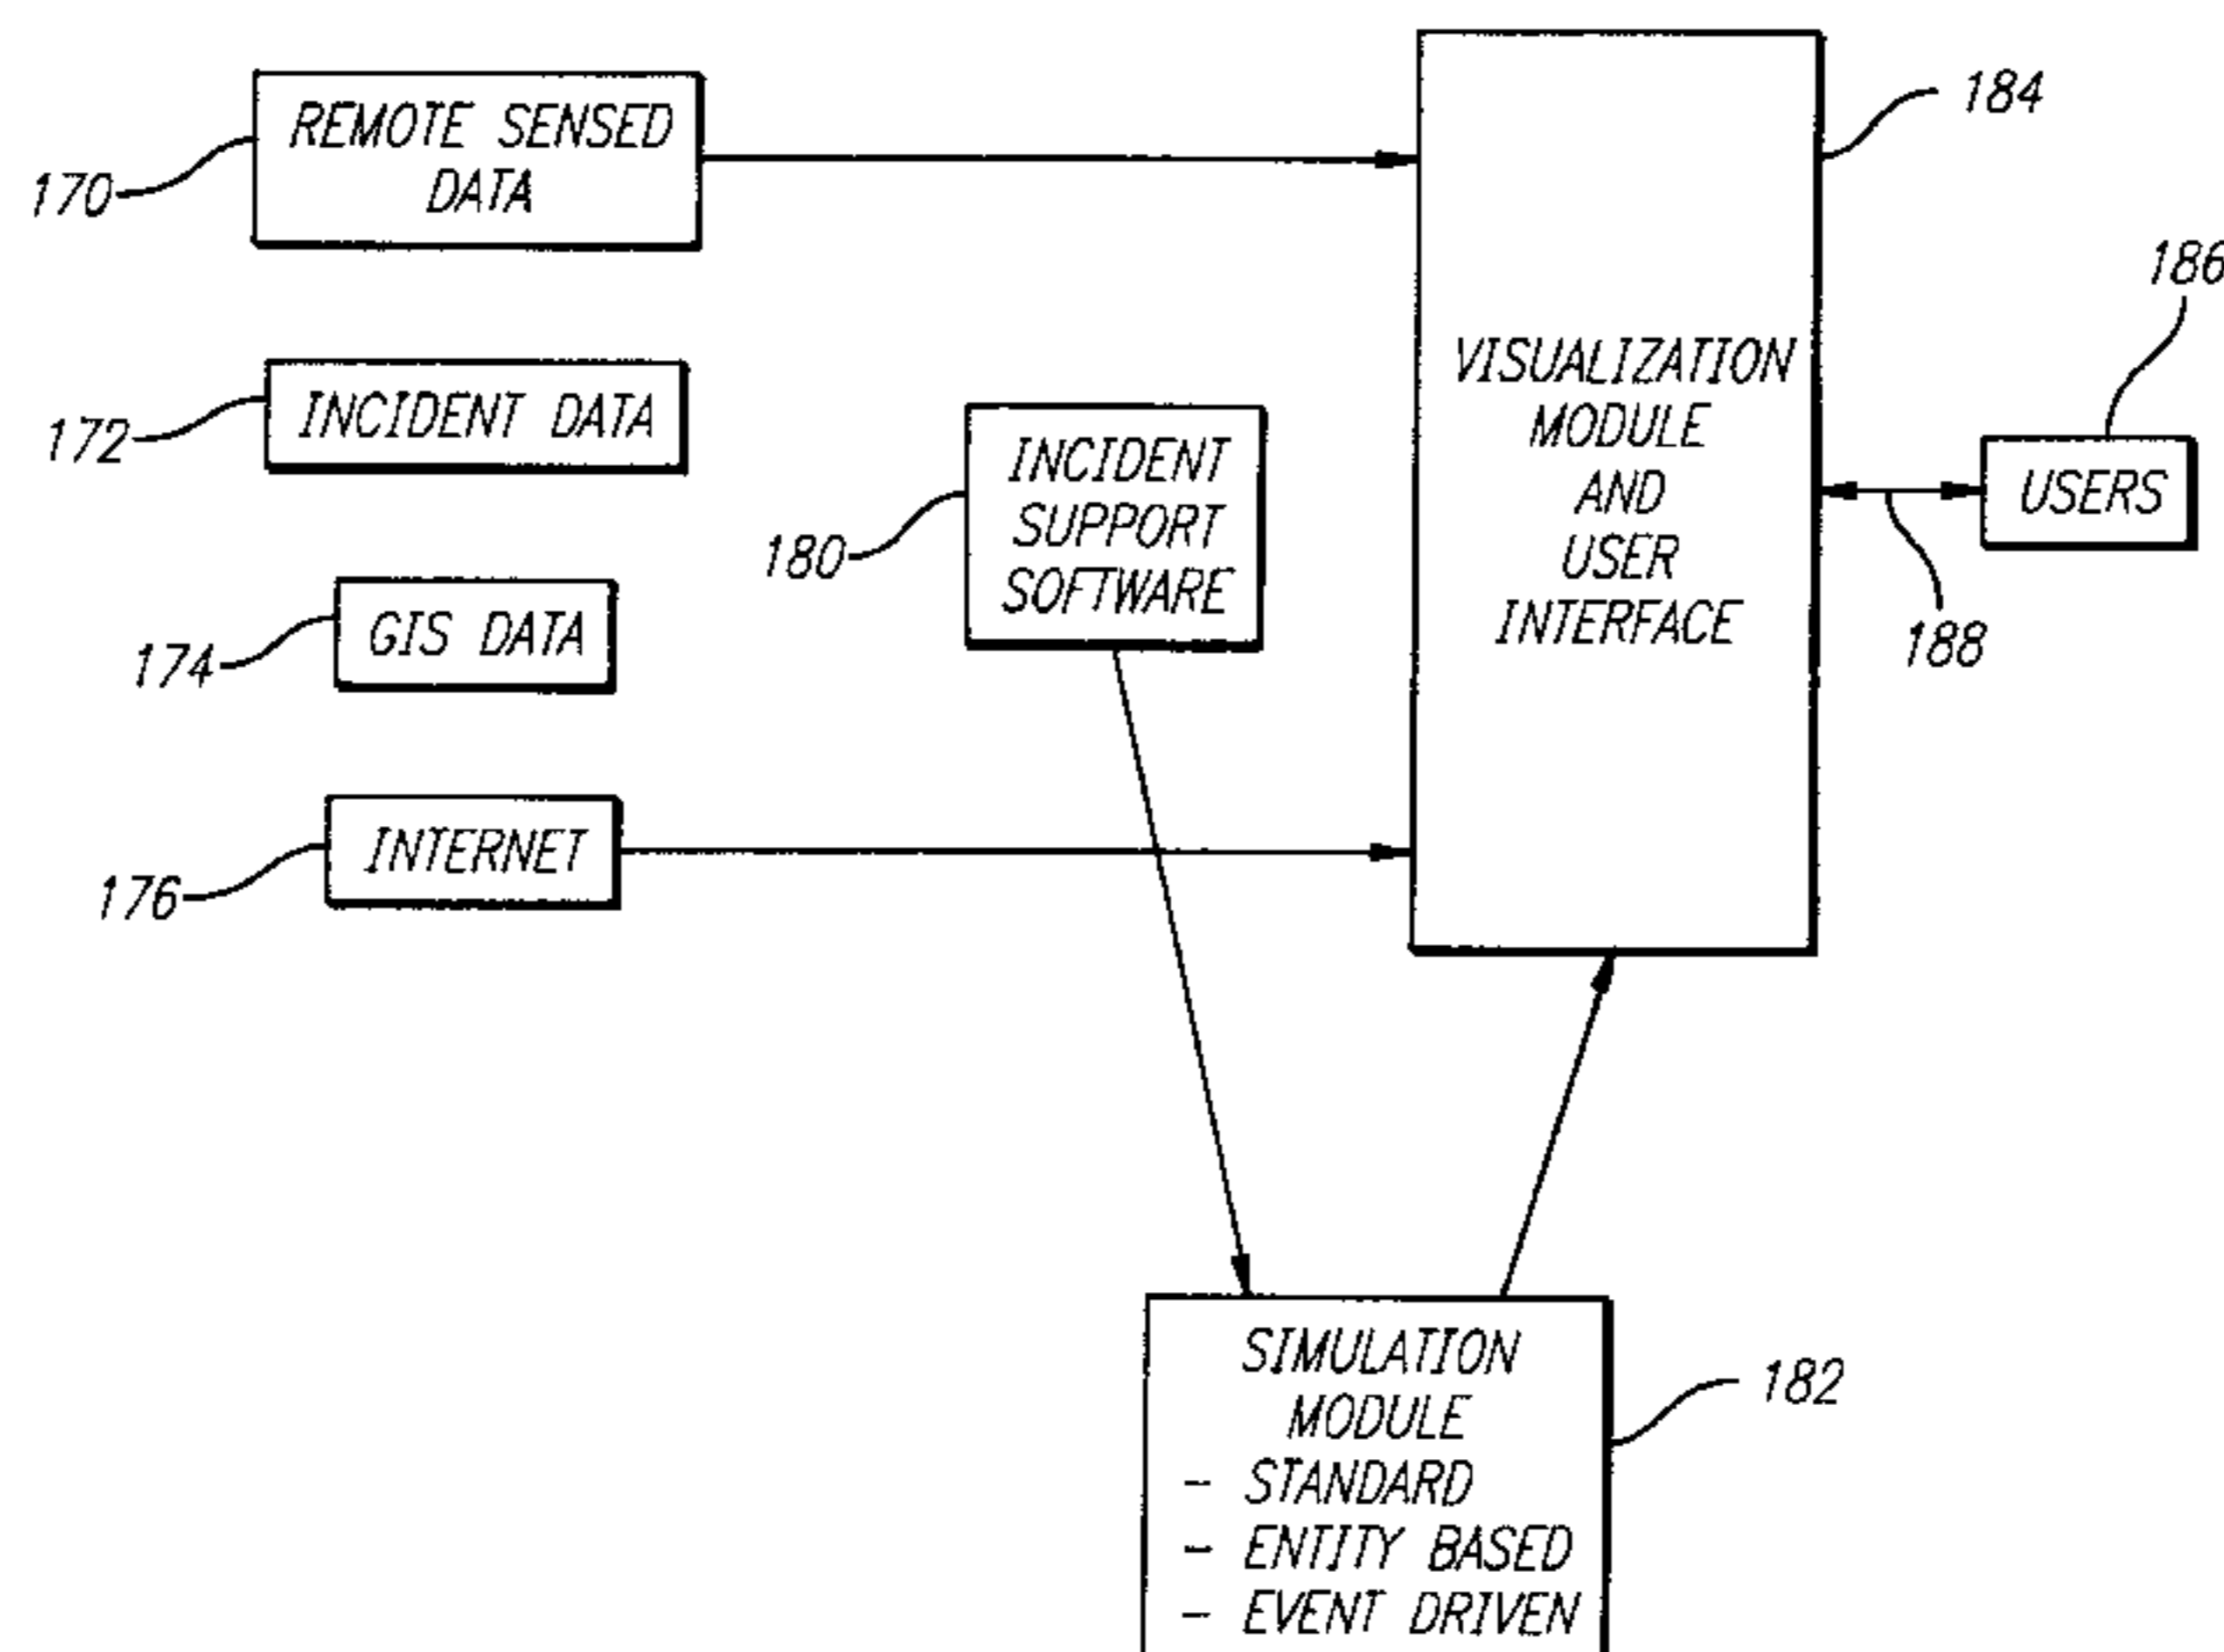 REMOTE SENSED
DATA
170
184
186
INCIDENT DATA
172
INCIDENT
SUPPORT
SOFTWARE
180
VISUALIZATION
MODULE
AND
USER
INTERFACE
USERS
188
GIS DATA
174
INTERNET
176
SIMULATION
MODULE
- STANDARD
- ENTITY BASED
- EVENT DRIVEN
182